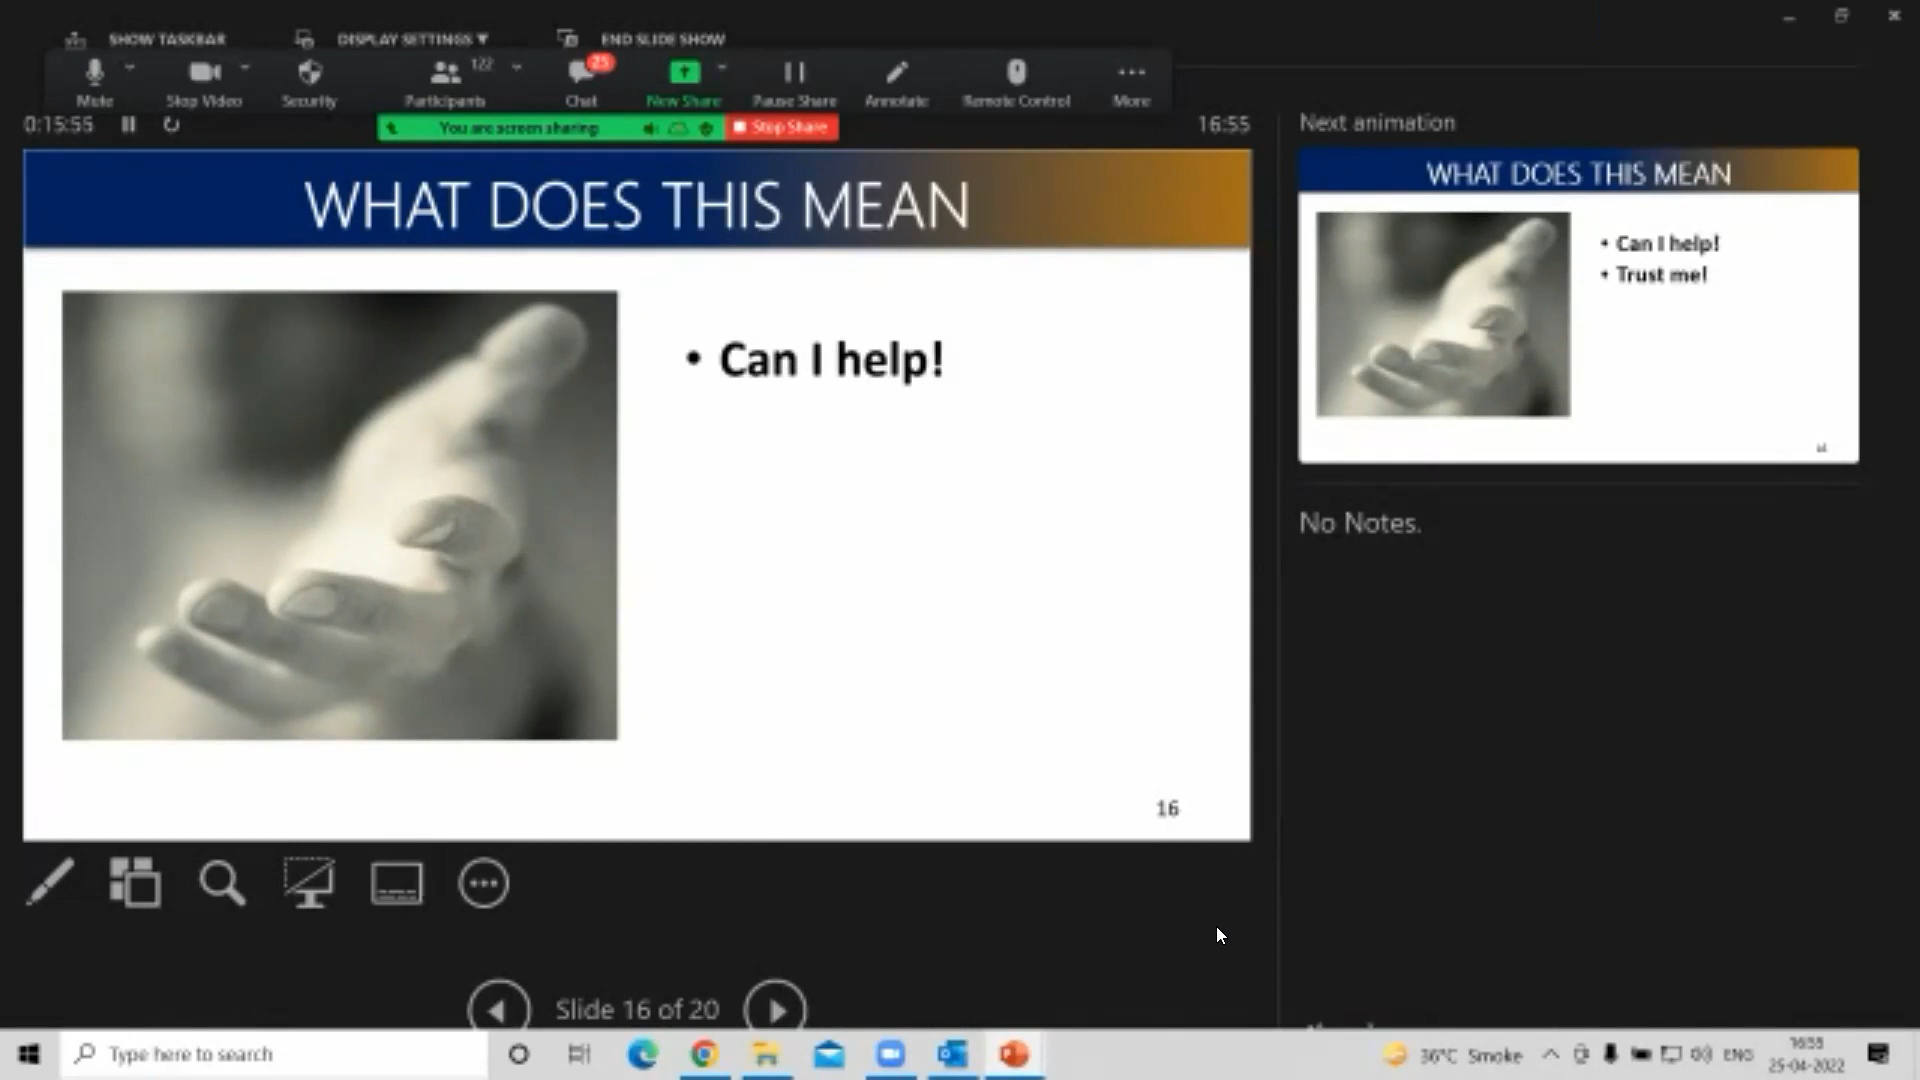 SHOW TASKBAR
DISPLAY SETTINGS ▼
END SLIDE SHOW
Mute
Stop Video
Security
122
Participants
25
Chat
New Share
Pause Share
Annotate
Remote Control
More
0:15:55
You are screen sharing
Stop Share
16:55
WHAT DOES THIS MEAN
• Can I help!
16
Next animation
WHAT DOES THIS MEAN
• Can I help!
• Trust me!
No Notes.
Slide 16 of 20
Type here to search
36°C Smoke
ENG
16:55
25-04-2022